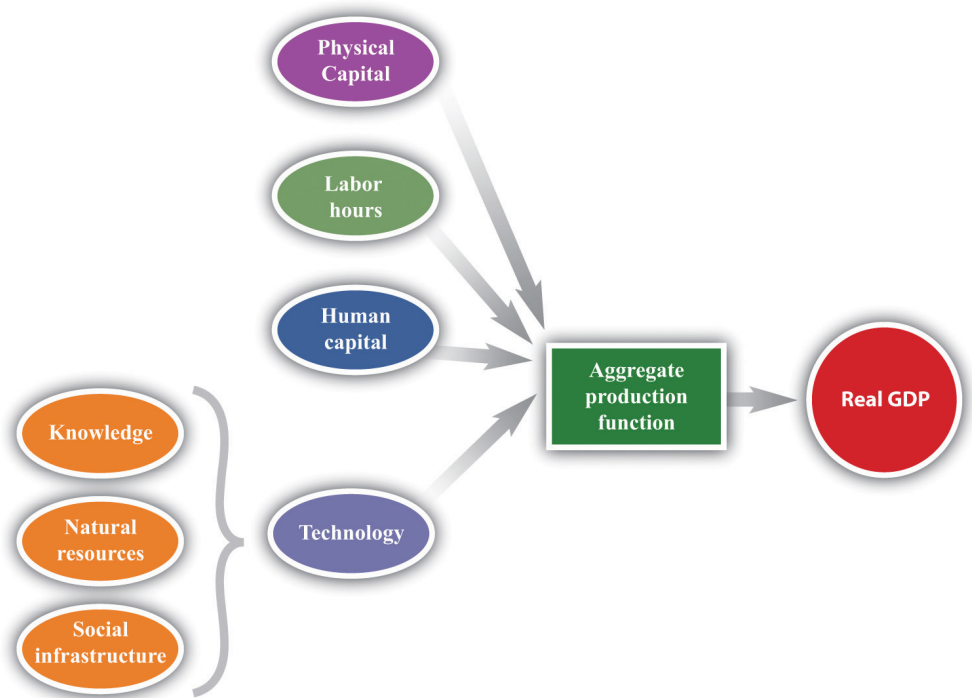 Physical
Capital
Labor
hours
Human
capital
Aggregate
production
function
Real GDP
Knowledge
Natural
resources
Technology
Social
infrastructure